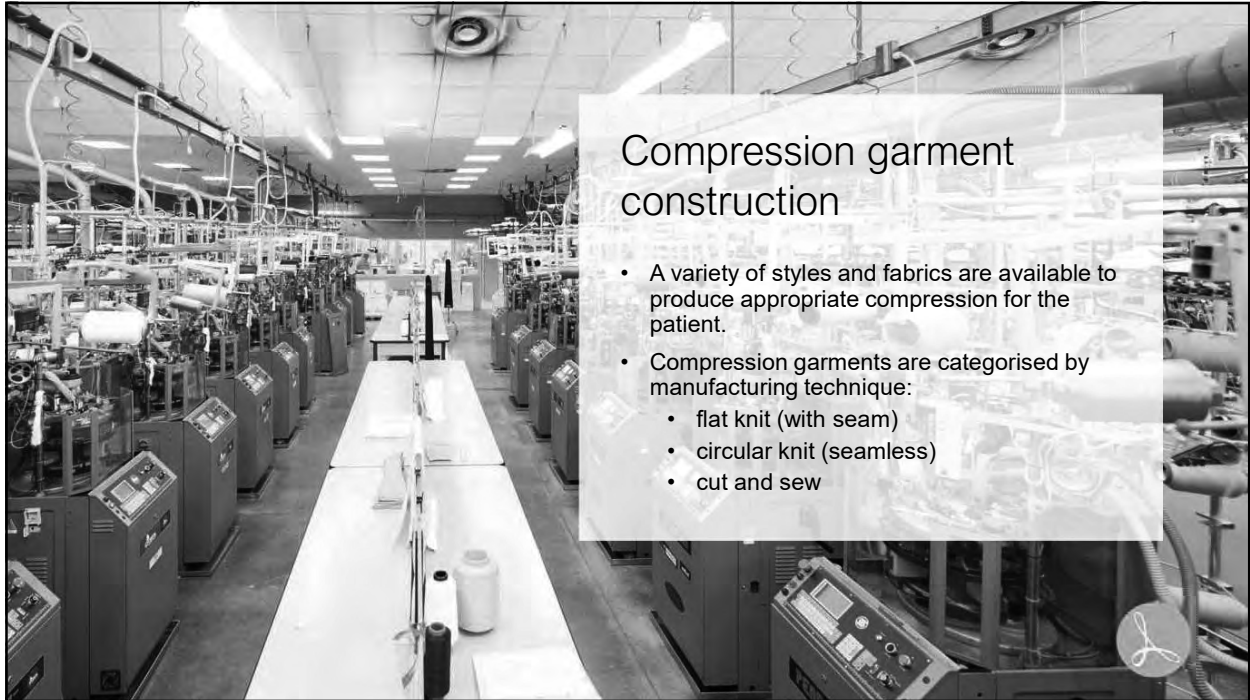 Compression garment
construction
• A variety of styles and fabrics are available to
produce appropriate compression for the
patient.
• Compression garments are categorised by
manufacturing technique:
• flat knit (with seam)
• circular knit (seamless)
• cut and sew